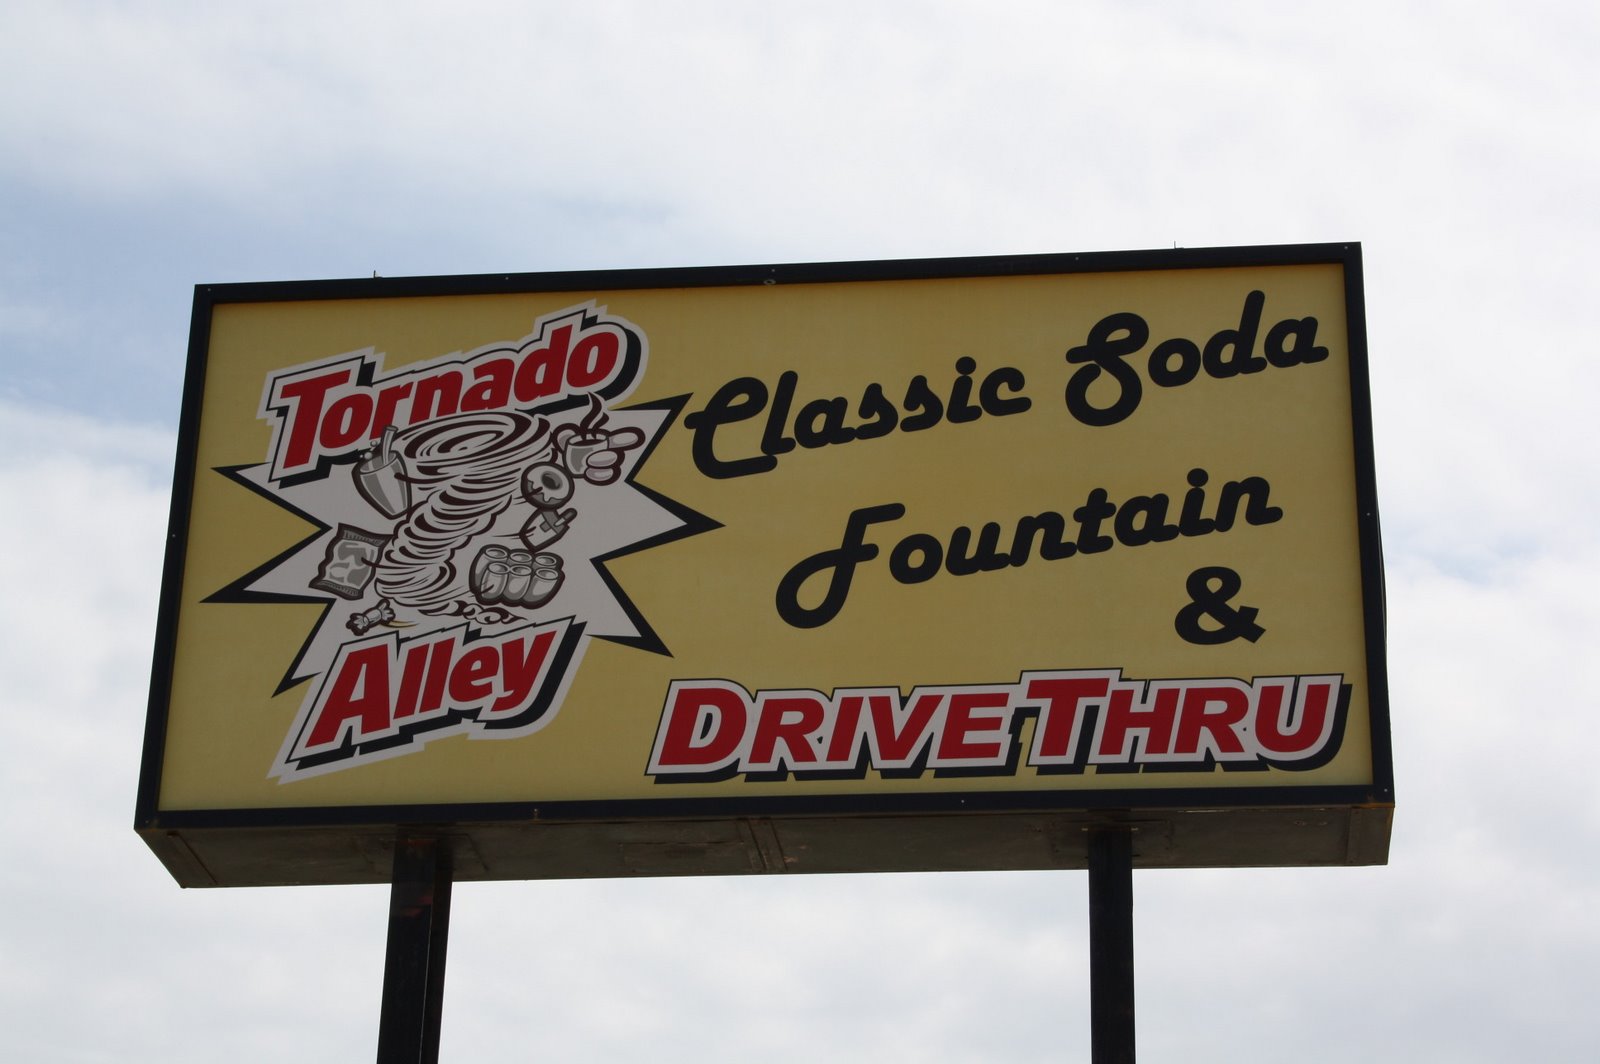 Tornado
Alley
Classic Soda
Fountain
&
DRIVE THRU